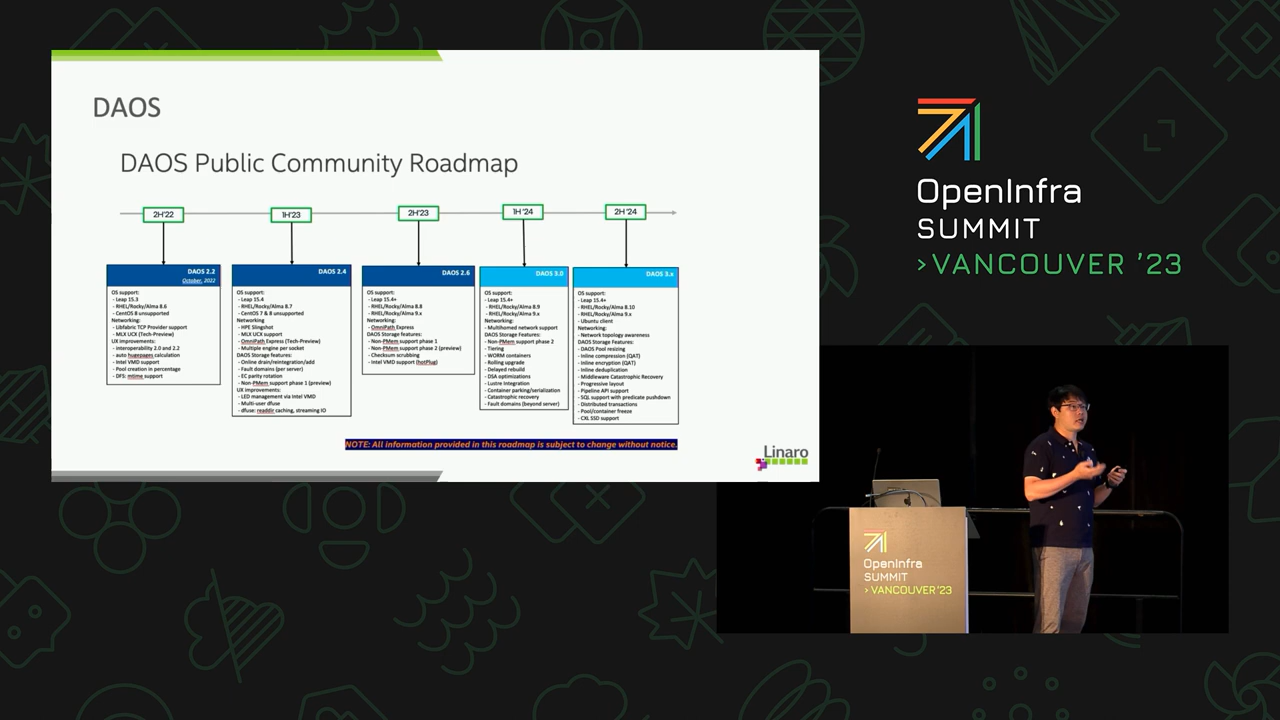 DAOS
DAOS Public Community Roadmap
2H'22
1H'23
2H'23
1H '24
2H '24
DAOS 2.2
October, 2022
OS support:
- Leap 15.3
- RHEL/Rocky/Alma 8.6
- CentOS 8 unsupported
Networking:
- Libfabric TCP Provider support
- MLX UCX (Tech-Preview)
UX improvements:
- interoperability 2.0 and 2.2
- auto hugepages calculation
- Intel VMD support
- Pool creation in percentage
- DFS: mtime support
DAOS 2.4
OS support:
- Leap 15.4
- RHEL/Rocky/Alma 8.7
- CentOS 7 & 8 unsupported
Networking
- HPE Slingshot
- MLX UCX support
- OmniPath Express (Tech-Preview)
- Multiple engine per socket
DAOS Storage features:
- Online drain/reintegration/add
- Fault domains (per server)
- EC parity rotation
- Non-PMem support phase 1 (preview)
UX improvements:
- LED management via Intel VMD
- Multi-user dfuse
- dfuse: readdir caching, streaming IO
DAOS 2.6
OS support:
- Leap 15.4+
- RHEL/Rocky/Alma 8.8
- RHEL/Rocky/Alma 9.x
Networking:
- OmniPath Express
DAOS Storage features:
- Non-PMem support phase 1
- Non-PMem support phase 2 (preview)
- Checksum scrubbing
- Intel VMD support (hotPlug)
DAOS 3.0
OS support:
- Leap 15.4+
- RHEL/Rocky/Alma 8.9
- RHEL/Rocky/Alma 9.x
Networking:
- Multihomed network support
DAOS Storage Features:
- Non-PMem support phase 2
- Tiering
- WORM containers
- Rolling upgrade
- Delayed rebuild
- DSA optimizations
- Lustre Integration
- Container parking/serialization
- Catastrophic recovery
- Fault domains (beyond server)
DAOS 3.x
OS support:
- Leap 15.4+
- RHEL/Rocky/Alma 8.10
- RHEL/Rocky/Alma 9.x
- Ubuntu client
Networking:
- Network topology awareness
DAOS Storage Features:
- DAOS Pool resizing
- Inline compression (QAT)
- Inline encryption (QAT)
- Inline deduplication
- Middleware Catastrophic Recovery
- Progressive layout
- Pipeline API support
- SQL support with predicate pushdown
- Distributed transactions
- Pool/container freeze
- CXL SSD support
NOTE: All information provided in this roadmap is subject to change without notice.
Linaro
OpenInfra
SUMMIT
>VANCOUVER '23
OpenInfra
SUMMIT
> VANCOUVER '23